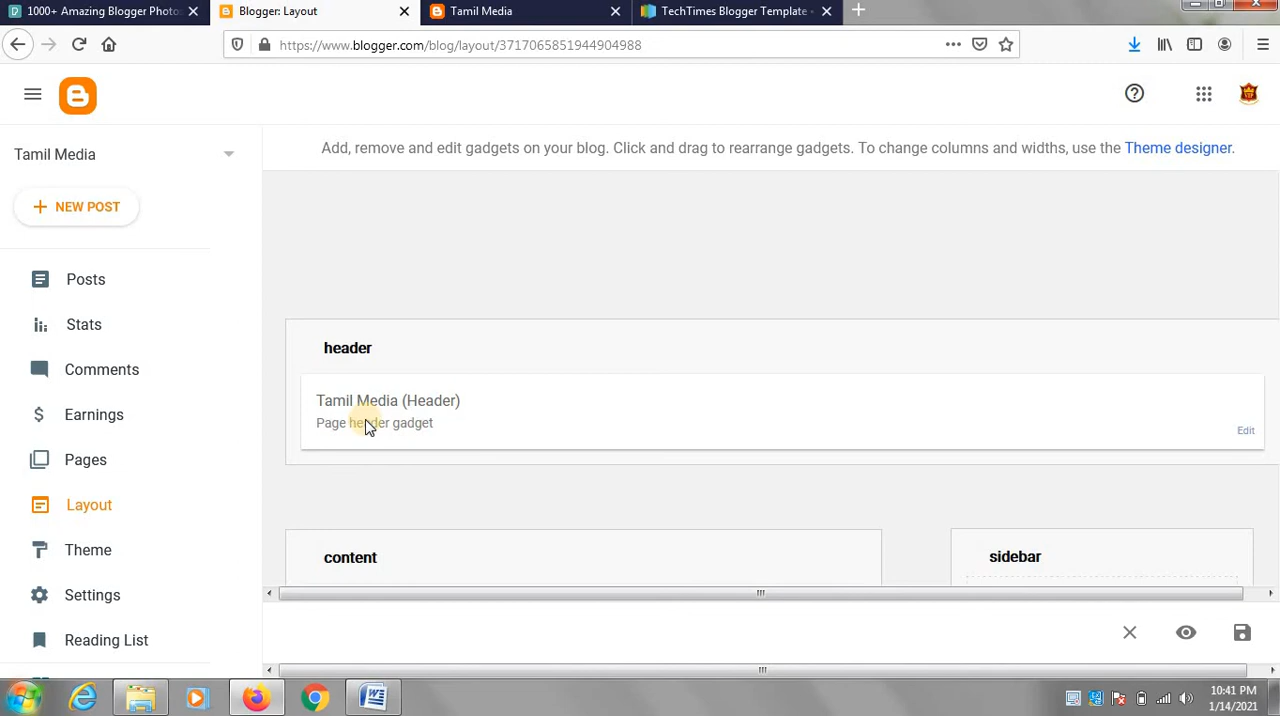 1000+ Amazing Blogger Photo
Blogger: Layout
Tamil Media
TechTimes Blogger Template -
https://www.blogger.com/blog/layout/3717065851944904988
Tamil Media
NEW POST
Posts
Stats
Comments
Earnings
Pages
Layout
Theme
Settings
Reading List
Add, remove and edit gadgets on your blog. Click and drag to rearrange gadgets. To change columns and widths, use the Theme designer.
header
Tamil Media (Header)
Page header gadget
Edit
content
sidebar
10:41 PM
1/14/2021